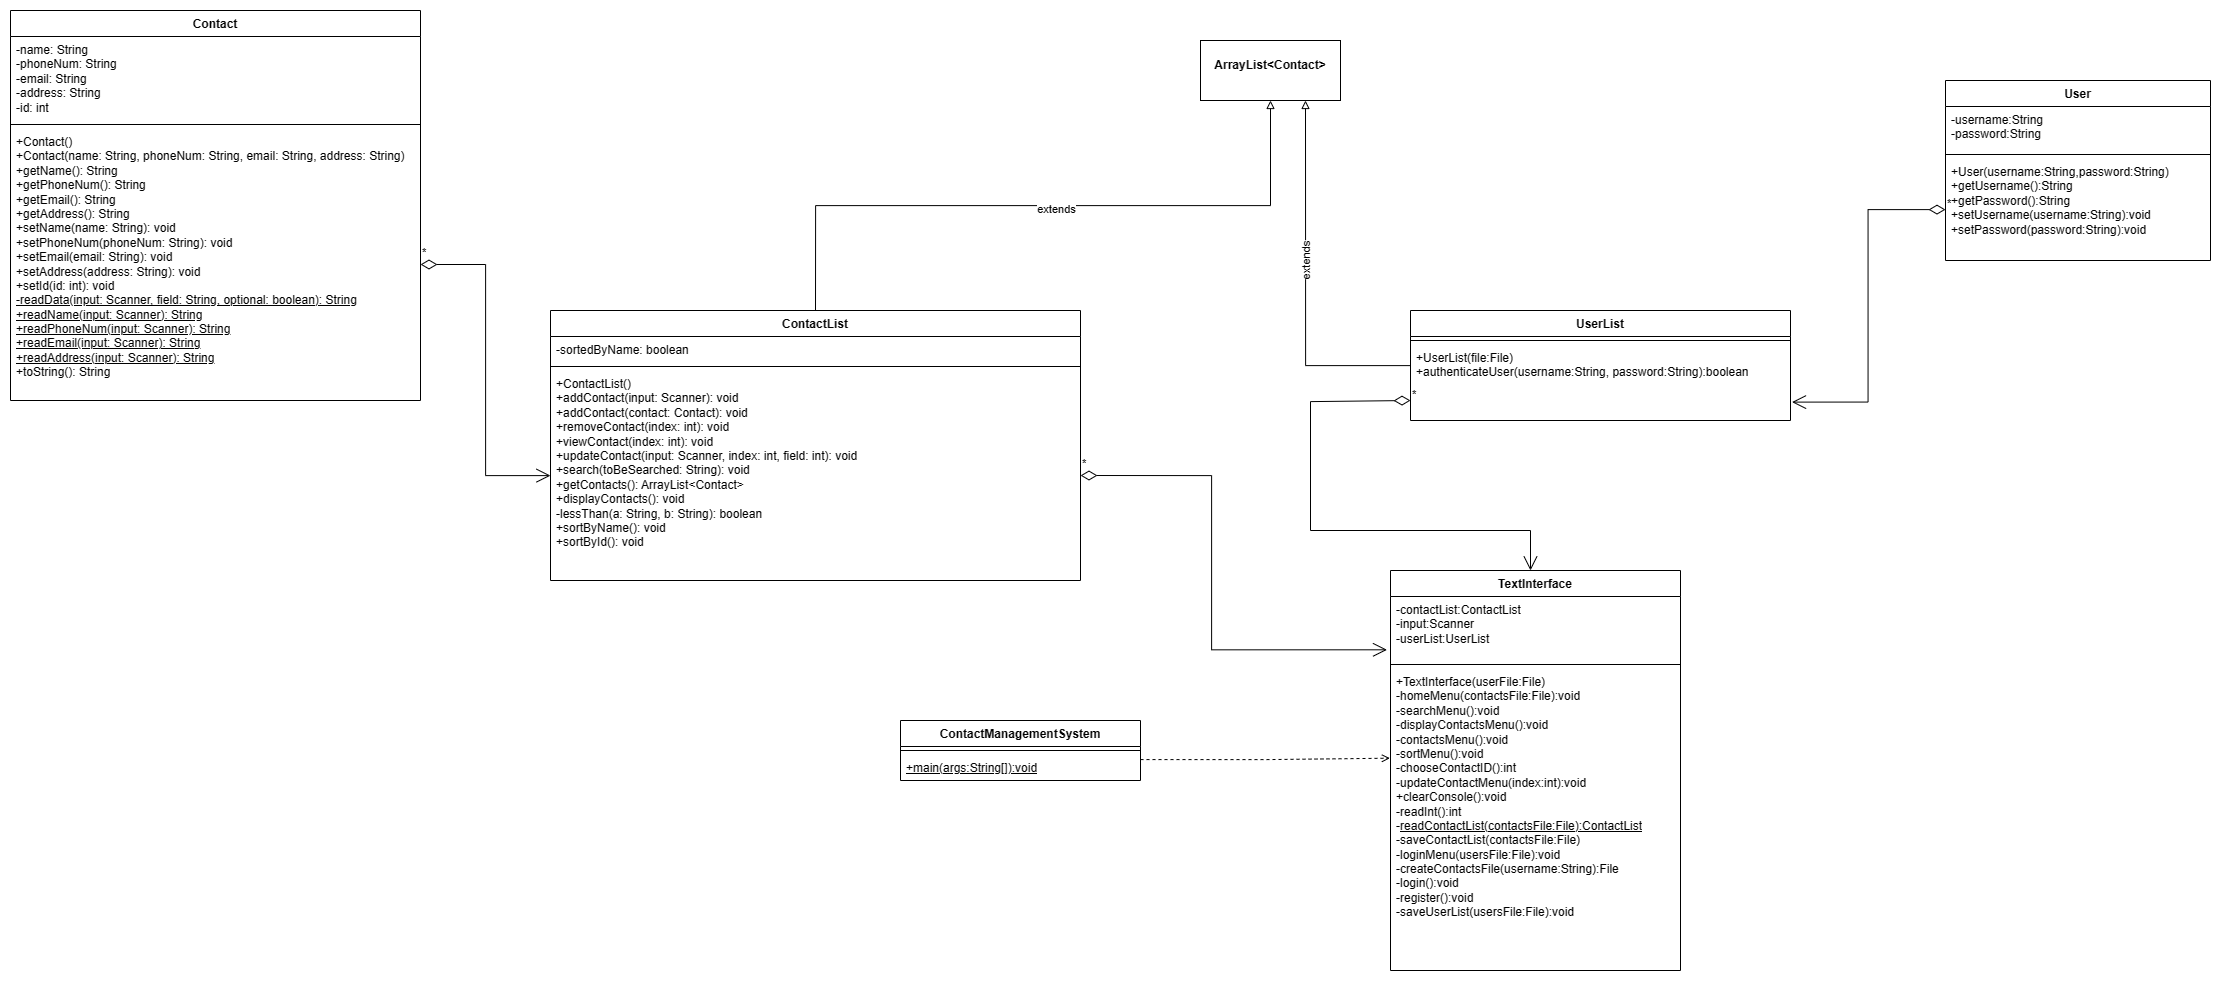 Contact
-name: String
-phoneNum: String
-email: String
-address: String
-id: int
+Contact()
+Contact(name: String, phoneNum: String, email: String, address: String)
+getName(): String
+getPhoneNum(): String
+getEmail(): String
+getAddress(): String
+setName(name: String): void
+setPhoneNum(phoneNum: String): void
+setEmail(email: String): void
+setAddress(address: String): void
+setId(id: int): void
-readData(input: Scanner, field: String, optional: boolean): String
+readName(input: Scanner): String
+readPhoneNum(input: Scanner): String
+readEmail(input: Scanner): String
+readAddress(input: Scanner): String
+toString(): String
*
ArrayList<Contact>
extends
extends
User
-username:String
-password:String
+User(username:String,password:String)
+getUsername():String
+getPassword():String
+setUsername(username:String):void
+setPassword(password:String):void
*
ContactList
-sortedByName: boolean
+ContactList()
+addContact(input: Scanner): void
+addContact(contact: Contact): void
+removeContact(index: int): void
+viewContact(index: int): void
+updateContact(input: Scanner, index: int, field: int): void
+search(toBeSearched: String): void
+getContacts(): ArrayList<Contact>
+displayContacts(): void
-lessThan(a: String, b: String): boolean
+sortByName(): void
+sortById(): void
*
UserList
+UserList(file:File)
+authenticateUser(username:String, password:String):boolean
*
TextInterface
-contactList:ContactList
-input:Scanner
-userList:UserList
+TextInterface(userFile:File)
-homeMenu(contactsFile:File):void
-searchMenu():void
-displayContactsMenu():void
-contactsMenu():void
-sortMenu():void
-chooseContactID():int
-updateContactMenu(index:int):void
+clearConsole():void
-readInt():int
-readContactList(contactsFile:File):ContactList
-saveContactList(contactsFile:File)
-loginMenu(usersFile:File):void
-createContactsFile(username:String):File
-login():void
-register():void
-saveUserList(usersFile:File):void
ContactManagementSystem
+main(args:String[]):void